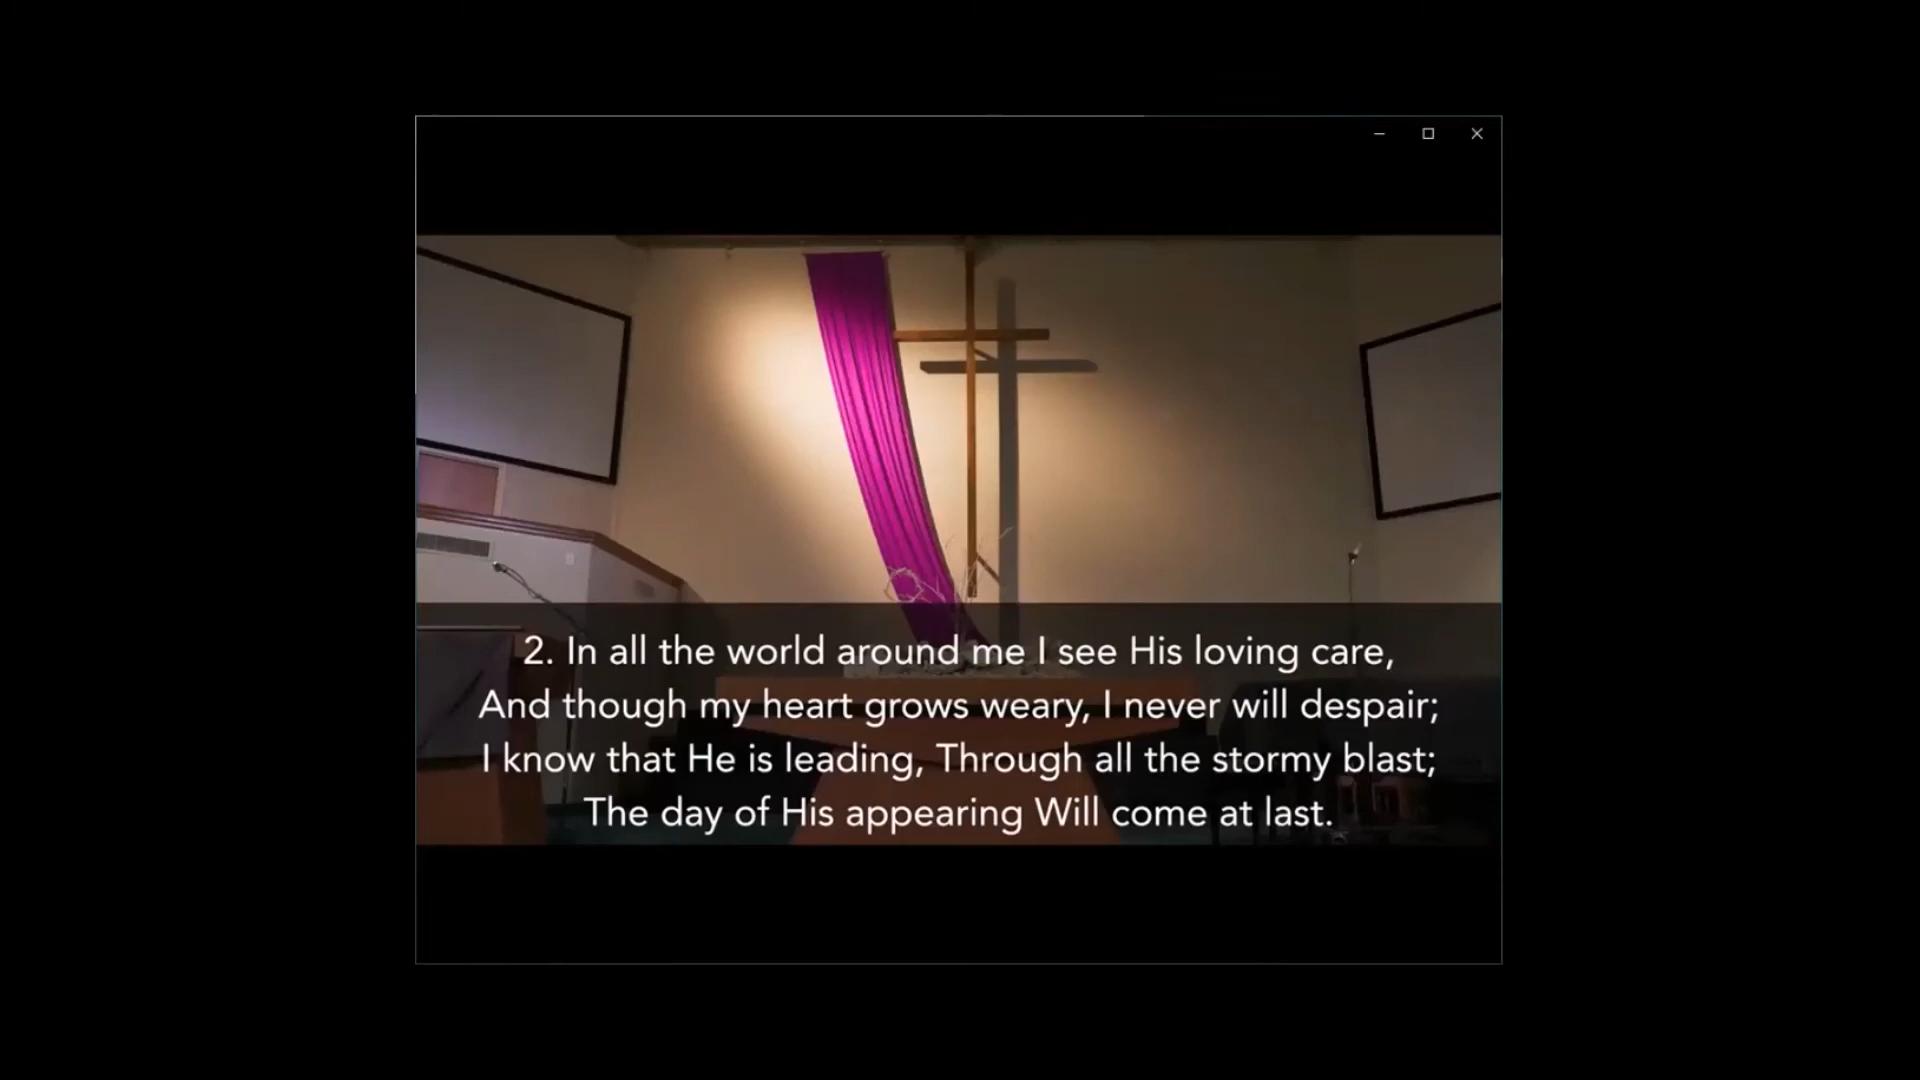 2. In all the world around me I see His loving care,
And though my heart grows weary, I never will despair;
I know that He is leading, Through all the stormy blast;
The day of His appearing Will come at last.